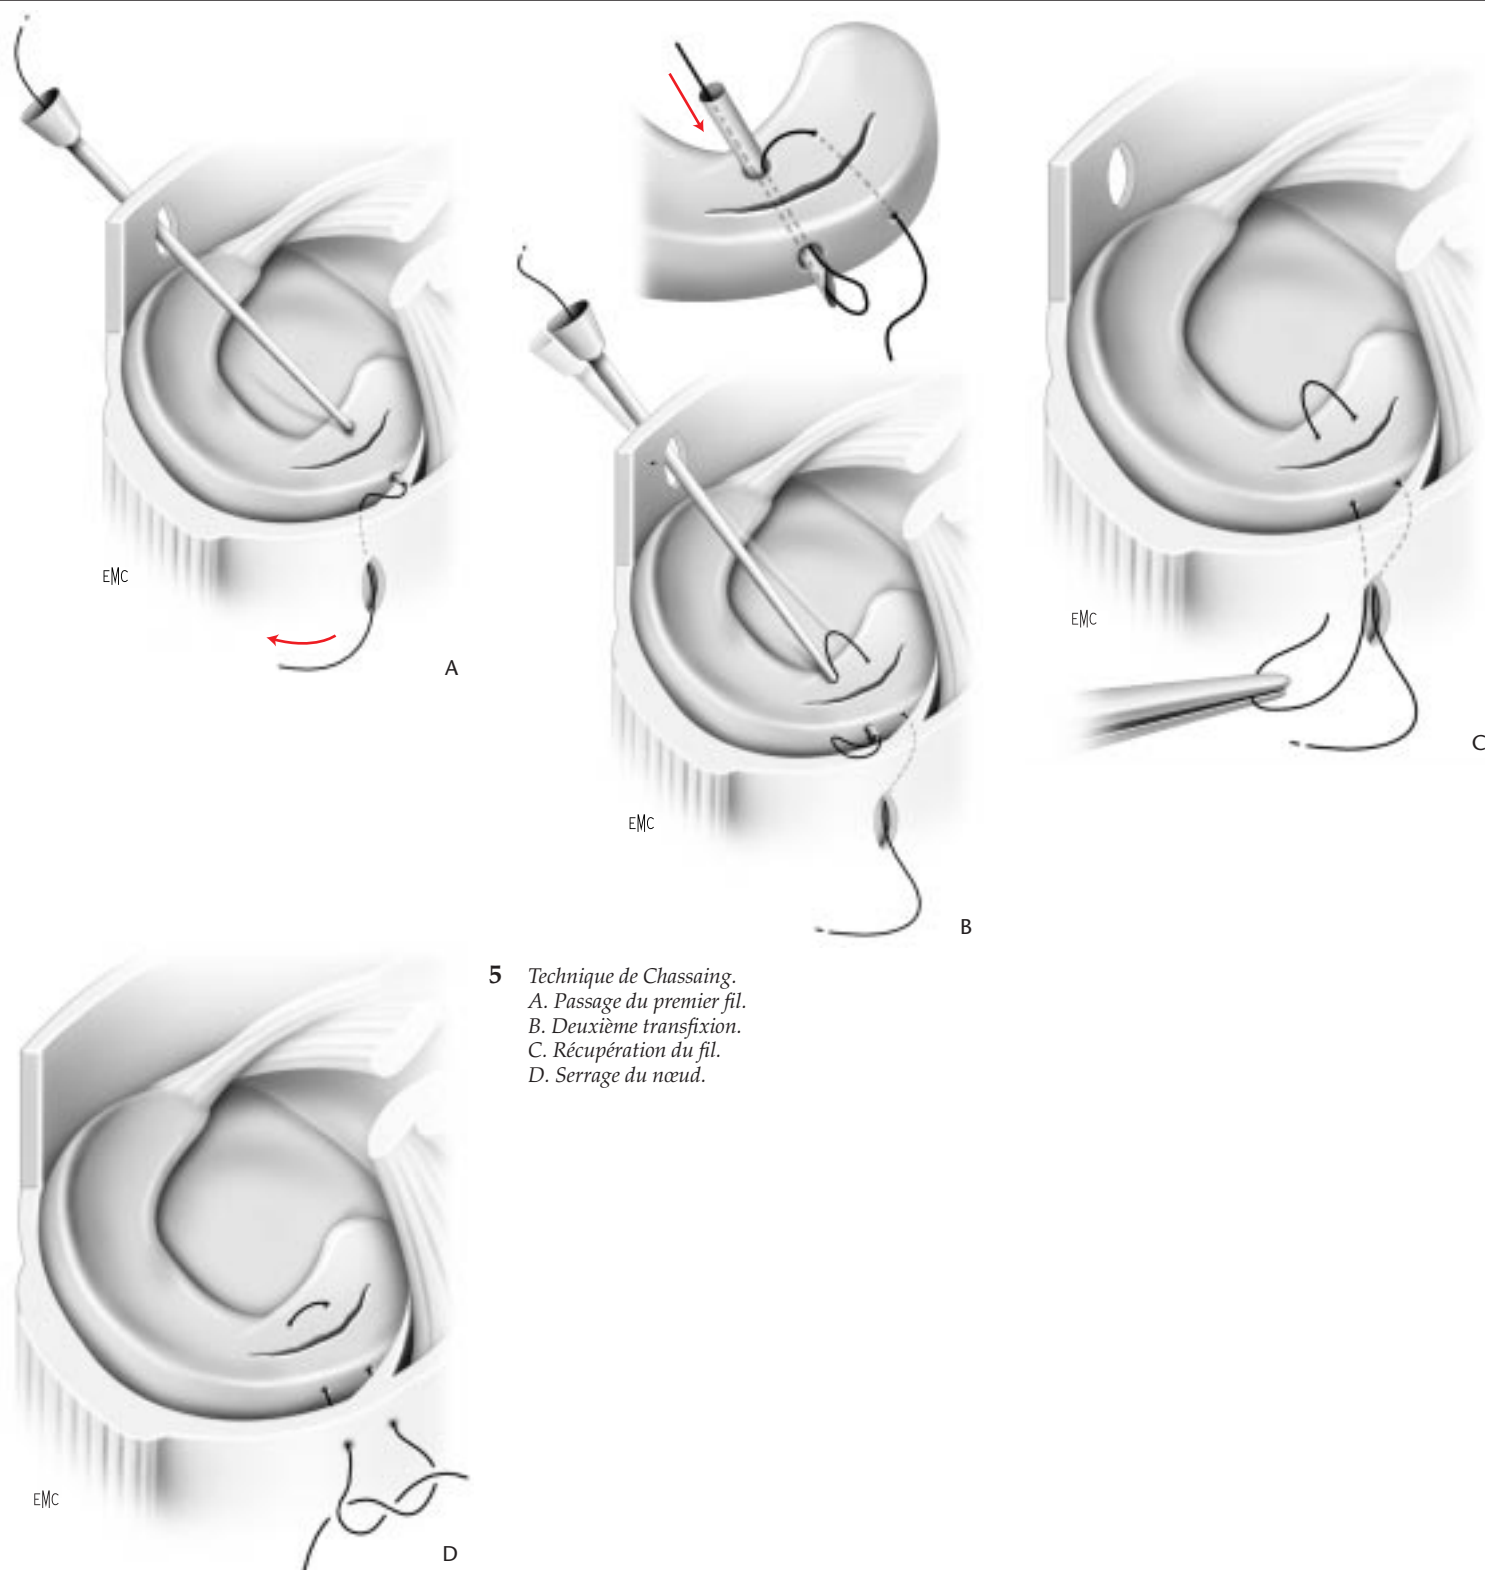 EMC
A
EMC
B
EMC
C
5 Technique de Chassaing.
A. Passage du premier fil.
B. Deuxième transfixion.
C. Récupération du fil.
D. Serrage du nœud.
EMC
D